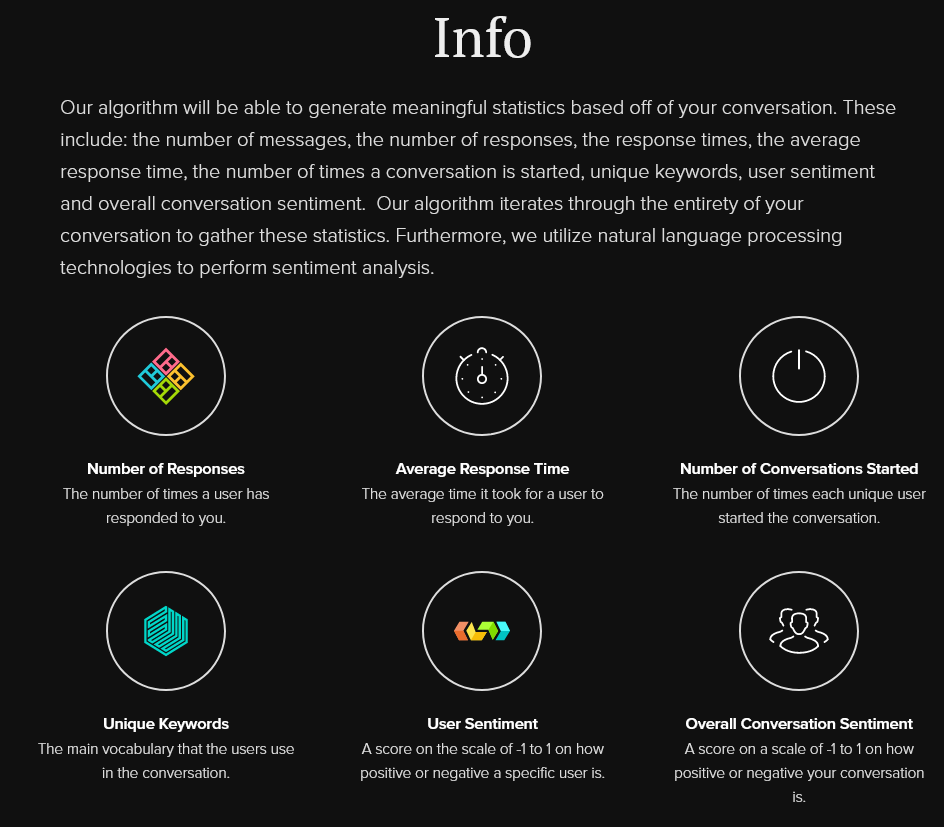 Info
Our algorithm will be able to generate meaningful statistics based off of your conversation. These
include: the number of messages, the number of responses, the response times, the average
response time, the number of times a conversation is started, unique keywords, user sentiment
and overall conversation sentiment.  Our algorithm iterates through the entirety of your
conversation to gather these statistics. Furthermore, we utilize natural language processing
technologies to perform sentiment analysis.
Number of Responses
The number of times a user has
responded to you.
Average Response Time
The average time it took for a user to
respond to you.
Number of Conversations Started
The number of times each unique user
started the conversation.
Unique Keywords
The main vocabulary that the users use
in the conversation.
User Sentiment
A score on the scale of -1 to 1 on how
positive or negative a specific user is.
Overall Conversation Sentiment
A score on a scale of -1 to 1 on how
positive or negative your conversation
is.